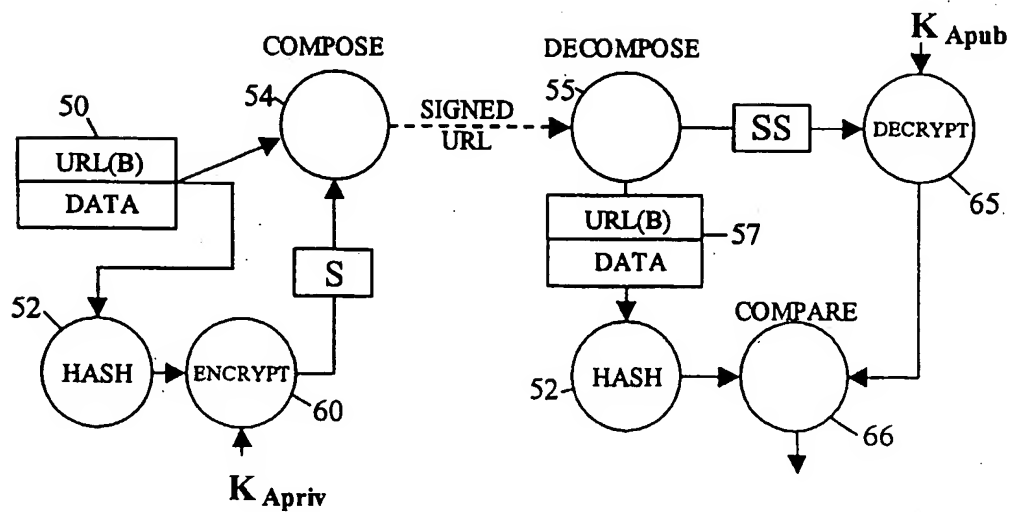 COMPOSE
54
50
URL(B)
DATA
52
HASH
ENCRYPT
60
K Apriv
S
SIGNED
URL
DECOMPOSE
55
SS
K Apub
DECRYPT
65
URL(B)
DATA
57
52
HASH
COMPARE
66